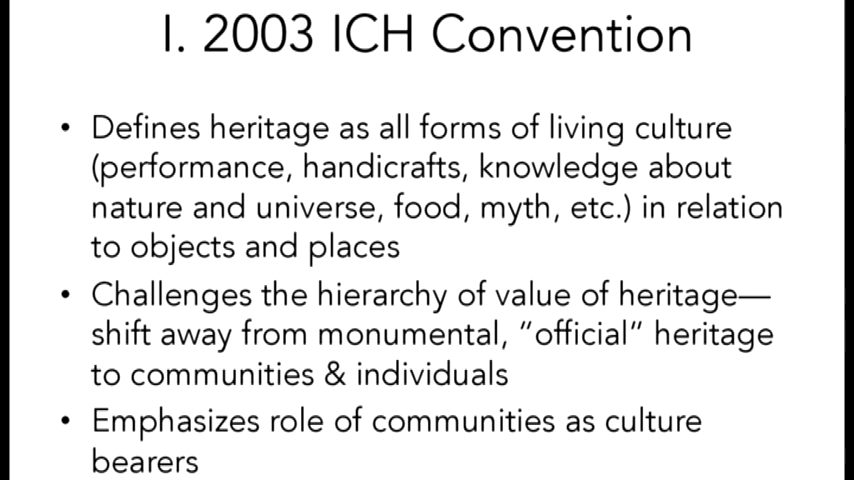 I. 2003 ICH Convention
• Defines heritage as all forms of living culture
(performance, handicrafts, knowledge about
nature and universe, food, myth, etc.) in relation
to objects and places
• Challenges the hierarchy of value of heritage—
shift away from monumental, ”official” heritage
to communities & individuals
• Emphasizes role of communities as culture
bearers